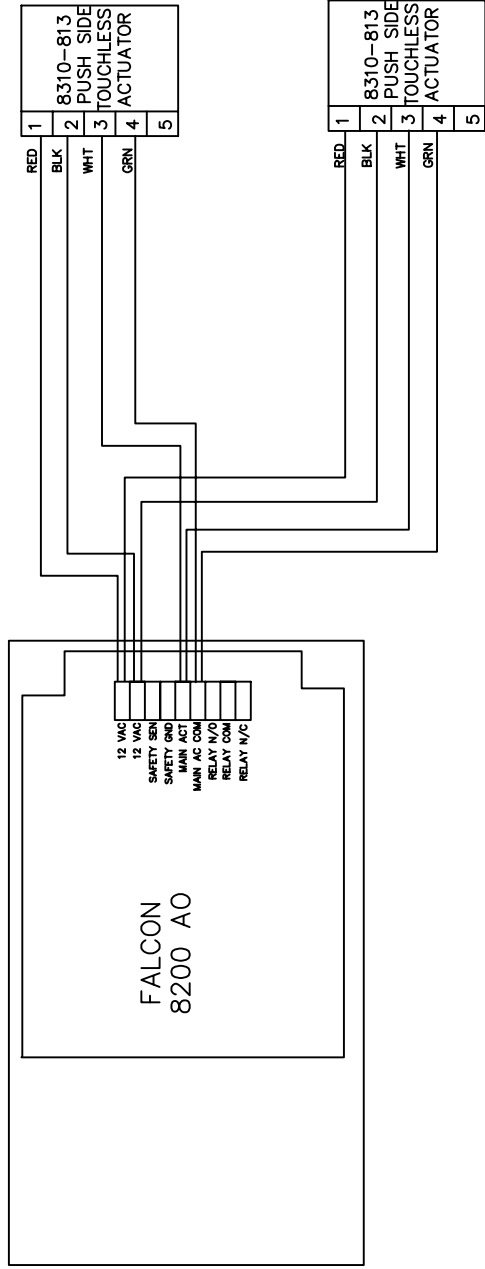 8310-813
PUSH SIDE
TOUCHLESS
ACTUATOR
1
2
3
4
5
RED
BLK
WHT
GRN
8310-813
PUSH SIDE
TOUCHLESS
ACTUATOR
1
2
3
4
5
RED
BLK
WHT
GRN
12 VAC
12 VAC
SAFETY SEN
SAFETY GND
MAIN ACT
MAIN AC COM
RELAY N/O
RELAY COM
RELAY N/C
FALCON
8200 AO